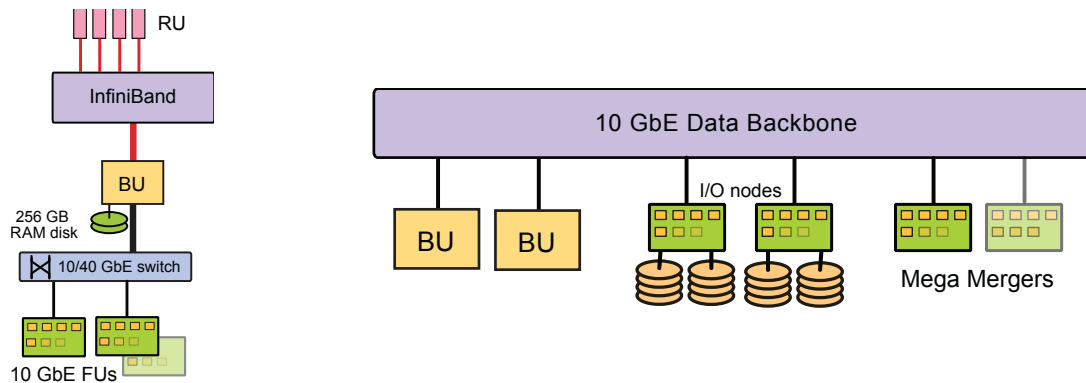 RU
InfiniBand
BU
256 GB
RAM disk
10/40 GbE switch
10 GbE FUs
10 GbE Data Backbone
I/O nodes
BU
BU
Mega Mergers